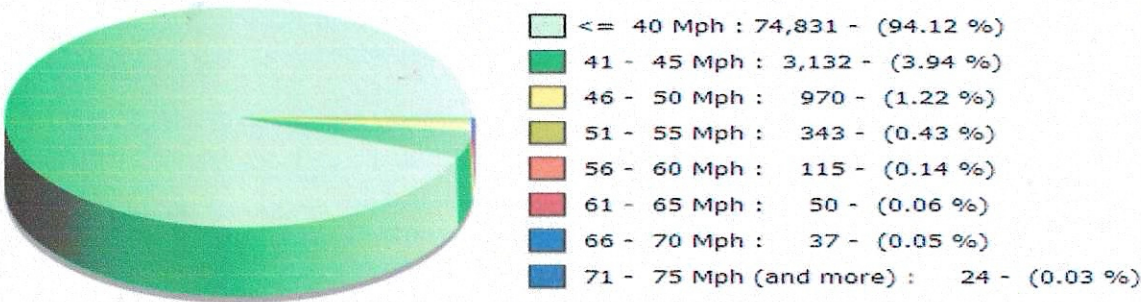 <= 40 Mph : 74,831 - (94.12 %)
41 - 45 Mph : 3,132 - (3.94 %)
46 - 50 Mph : 970 - (1.22 %)
51 - 55 Mph : 343 - (0.43 %)
56 - 60 Mph : 115 - (0.14 %)
61 - 65 Mph : 50 - (0.06 %)
66 - 70 Mph : 37 - (0.05 %)
71 - 75 Mph (and more) : 24 - (0.03 %)